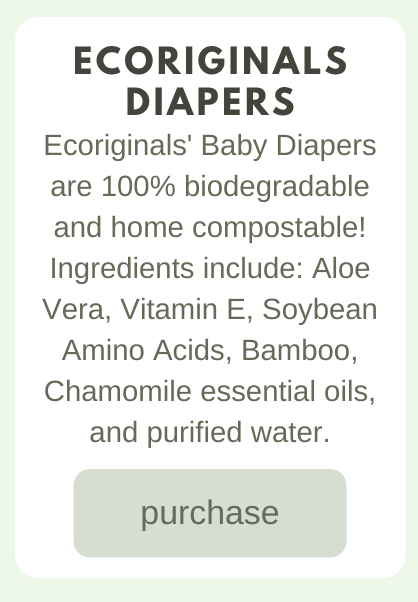 ECORIGINALS
DIAPERS
Ecoriginals' Baby Diapers
are 100% biodegradable
and home compostable!
Ingredients include: Aloe
Vera, Vitamin E, Soybean
Amino Acids, Bamboo,
Chamomile essential oils,
and purified water.
purchase